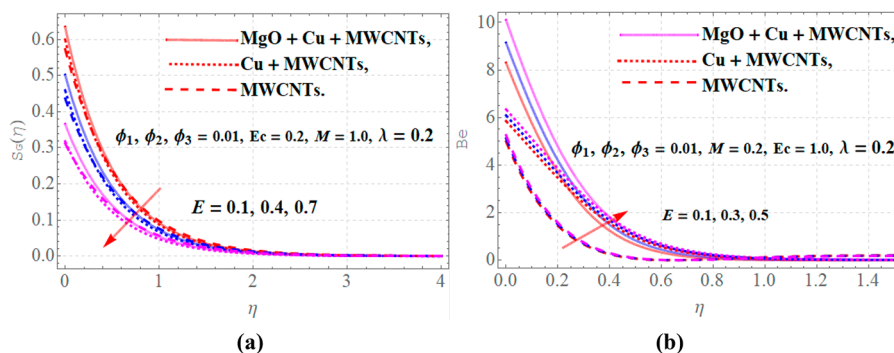 MgO + Cu + MWCNTs,
Cu + MWCNTs,
MWCNTs.
ϕ1, ϕ2, ϕ3 = 0.01, Ec = 0.2, M = 1.0, λ = 0.2
E = 0.1, 0.4, 0.7
SG(η)
0.6
0.5
0.4
0.3
0.2
0.1
0.0
0 1 2 3 4
η
(a)
MgO + Cu + MWCNTs,
Cu + MWCNTs,
MWCNTs.
ϕ1, ϕ2, ϕ3 = 0.01, M = 0.2, Ec = 1.0, λ = 0.2
E = 0.1, 0.3, 0.5
Be
10
8
6
4
2
0
0.0 0.2 0.4 0.6 0.8 1.0 1.2 1.4
η
(b)